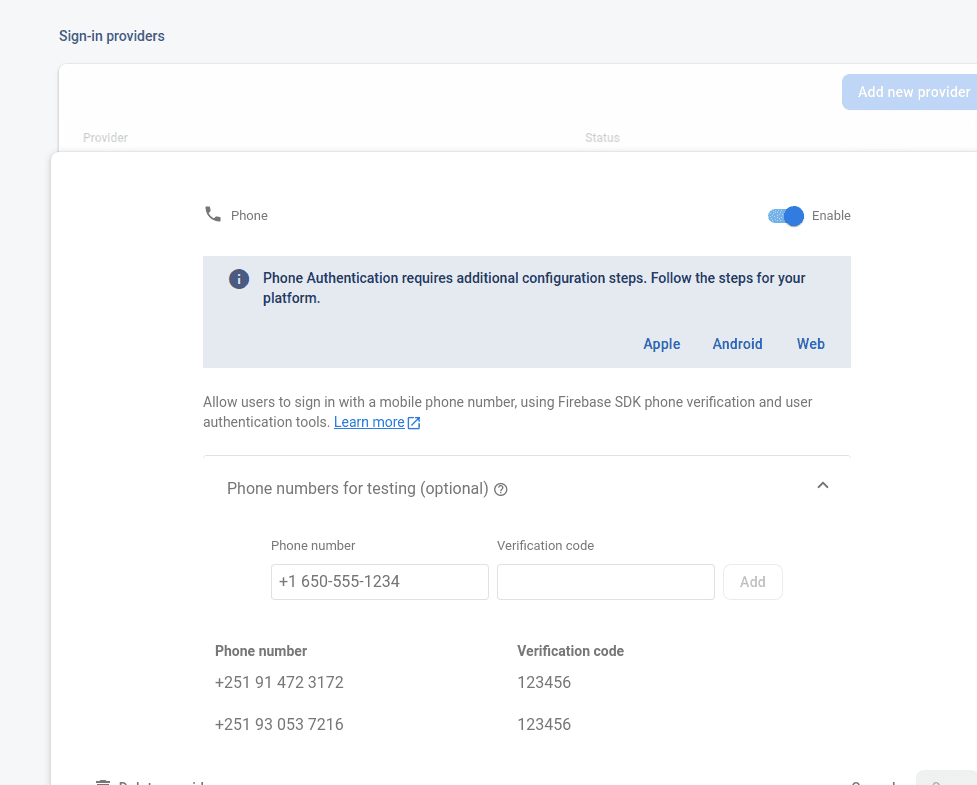 Sign-in providers
Add new provider
Provider Status
Phone Enable
Phone Authentication requires additional configuration steps. Follow the steps for your
platform.
Apple Android Web
Allow users to sign in with a mobile phone number, using Firebase SDK phone verification and user
authentication tools. Learn more
Phone numbers for testing (optional)
Phone number Verification code
+1 650-555-1234
Add
Phone number Verification code
+251 91 472 3172 123456
+251 93 053 7216 123456